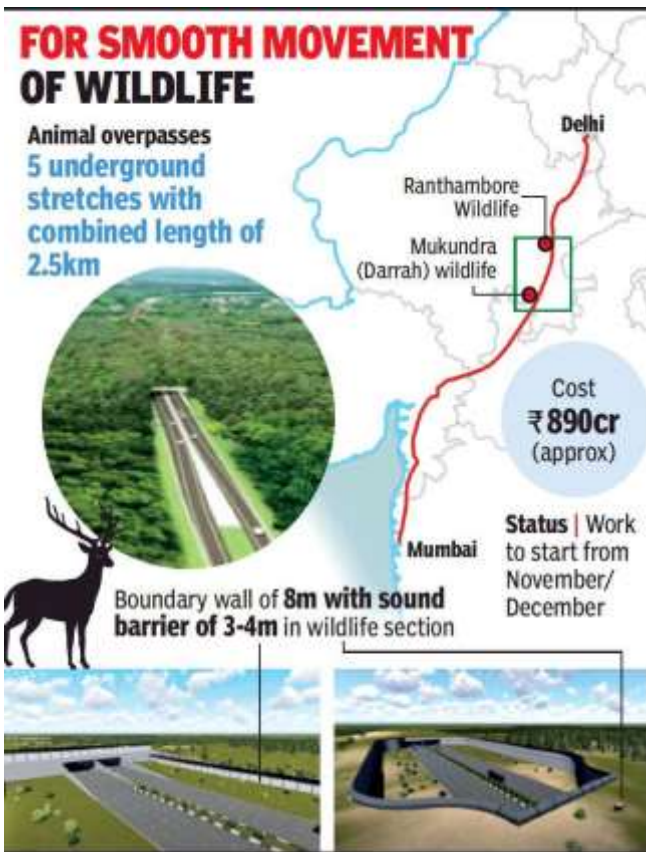 FOR SMOOTH MOVEMENT
OF WILDLIFE
Animal overpasses
5 underground
stretches with
combined length of
2.5km
Delhi
Ranthambore
Wildlife
Mukundra
(Darrah) wildlife
Cost
₹890cr
(approx)
Mumbai
Status | Work
to start from
November/
December
Boundary wall of 8m with sound
barrier of 3-4m in wildlife section